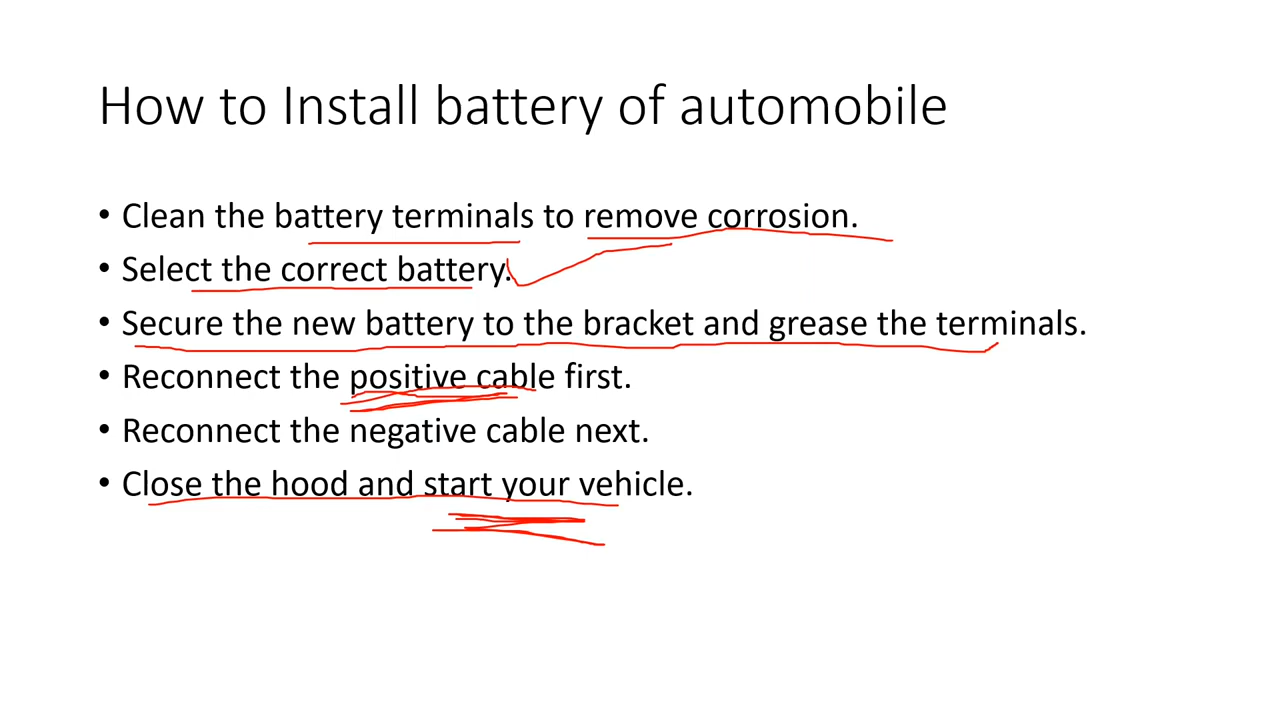 How to Install battery of automobile
• Clean the battery terminals to remove corrosion.
• Select the correct battery.
• Secure the new battery to the bracket and grease the terminals.
• Reconnect the positive cable first.
• Reconnect the negative cable next.
• Close the hood and start your vehicle.